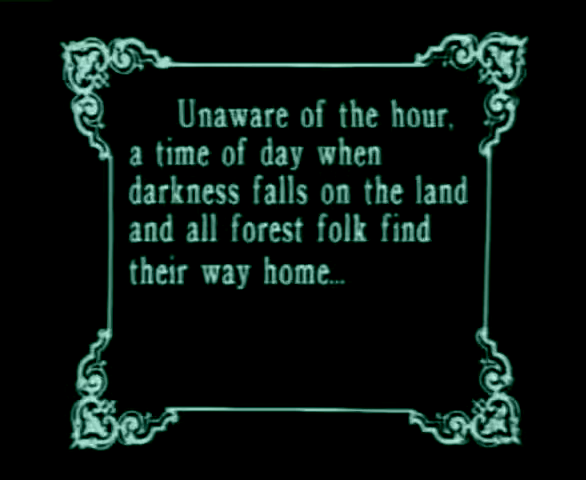 Unaware of the hour,
a time of day when
darkness falls on the land
and all forest folk find
their way home...